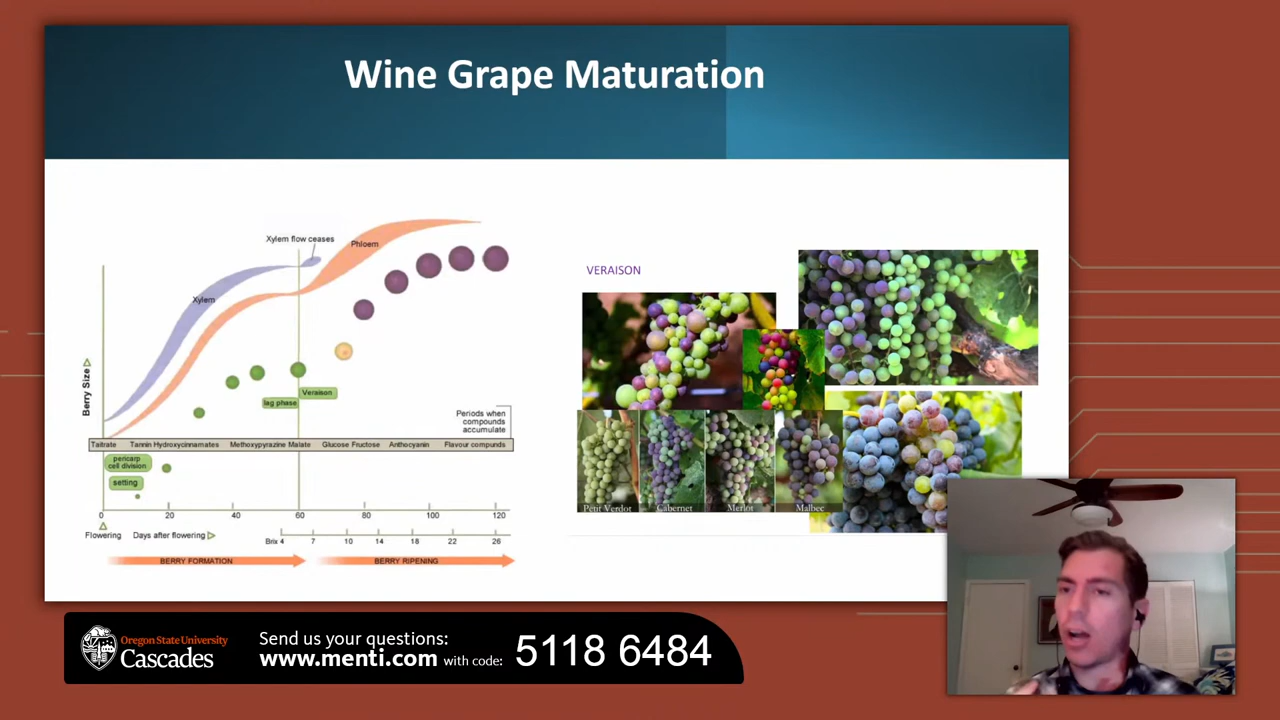 Wine Grape Maturation
Xylem flow ceases
Phloem
Xylem
Berry Size
Veraison
lag phase
Periods when
compounds
accumulate
Taitrate Tannin Hydroxycinnamates Methoxypyrazine Malate Glucose Fructose Anthocyanin Flavour compunds
pericarp
cell division
setting
0 20 40 60 80 100 120
Flowering Days after flowering
Brix 4 7 10 14 18 22 26
BERRY FORMATION BERRY RIPENING
VERAISON
Petit Verdot Cabernet Merlot Malbec
Oregon State University
Cascades
Send us your questions:
www.menti.com with code:
5118 6484